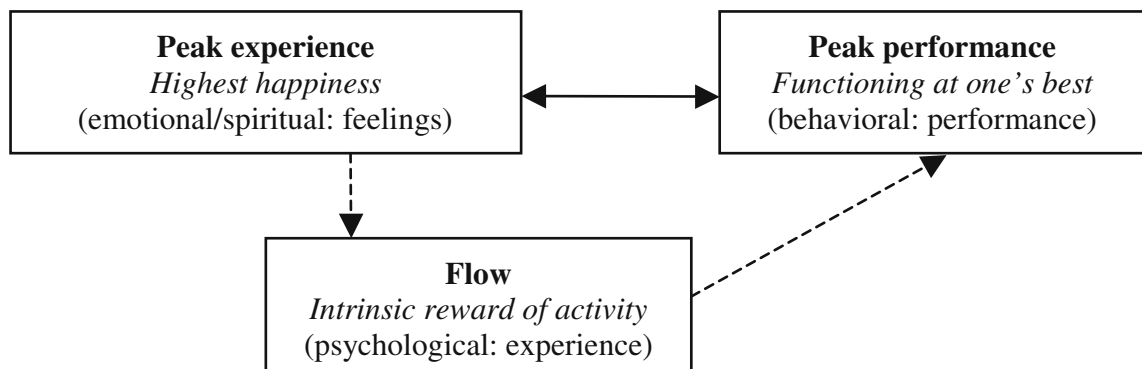 Peak experience
Highest happiness
(emotional/spiritual: feelings)
Peak performance
Functioning at one's best
(behavioral: performance)
Flow
Intrinsic reward of activity
(psychological: experience)